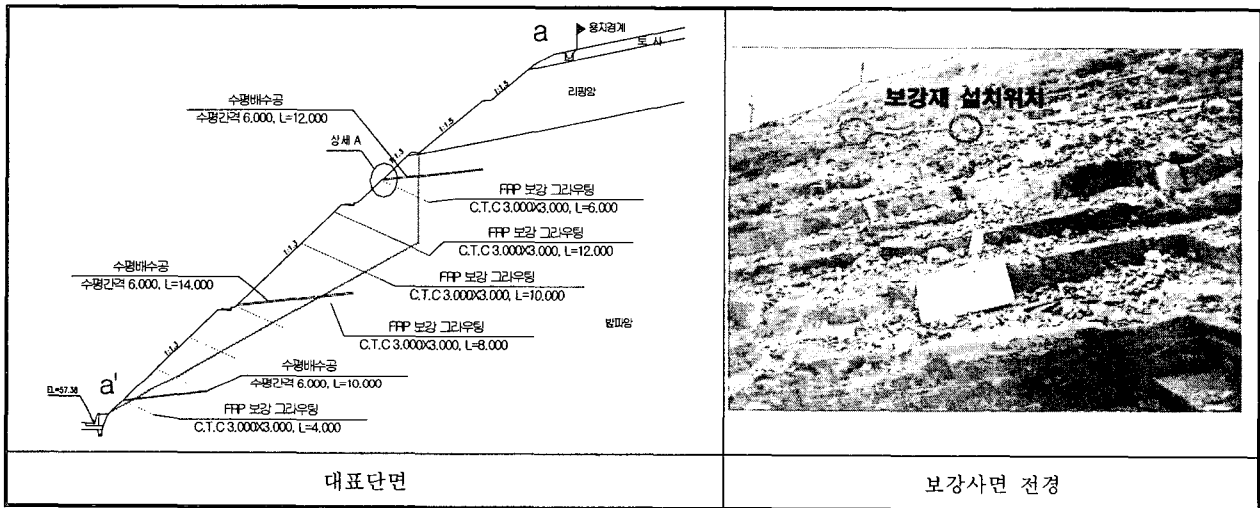 a
용지경계
토사
리핑암
1:1.5
1:1.5
수평배수공
수평간격 6.000, L=12.000
상세 A
FRP 보강 그라우팅
C.T.C 3.000X3.000, L=6.000
FRP 보강 그라우팅
C.T.C 3.000X3.000, L=12.000
FRP 보강 그라우팅
C.T.C 3.000X3.000, L=10.000
수평배수공
수평간격 6.000, L=14.000
FRP 보강 그라우팅
C.T.C 3.000X3.000, L=8.000
발파암
수평배수공
수평간격 6.000, L=10.000
FRP 보강 그라우팅
C.T.C 3.000X3.000, L=4.000
EL=57.38
a'
보강재 설치위치
대표단면
보강사면 전경